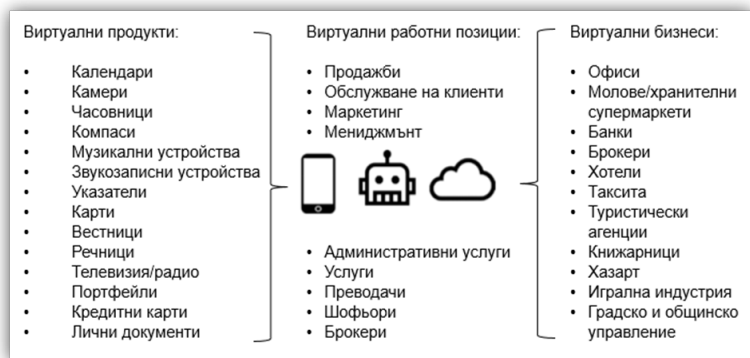 Виртуални продукти:
Календари
Камери
Часовници
Компаси
Музикални устройства
Звукозаписни устройства
Указатели
Карти
Вестници
Речници
Телевизия/радио
Портфейли
Кредитни карти
Лични документи
Виртуални работни позиции:
Продажби
Обслужване на клиенти
Маркетинг
Мениджмънт
Административни услуги
Услуги
Преводачи
Шофьори
Брокери
Виртуални бизнеси:
Офиси
Молове/хранителни
супермаркети
Банки
Брокери
Хотели
Таксита
Туристически
агенции
Книжарници
Хазарт
Игрална индустрия
Градско и общинско
управление